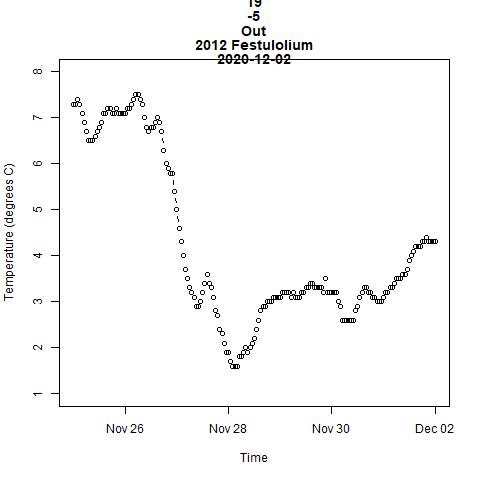 19
-5
Out
2012 Festulolium
2020-12-02
Temperature (degrees C)
8
7
6
5
4
3
2
1
Nov 26
Nov 28
Nov 30
Dec 02
Time